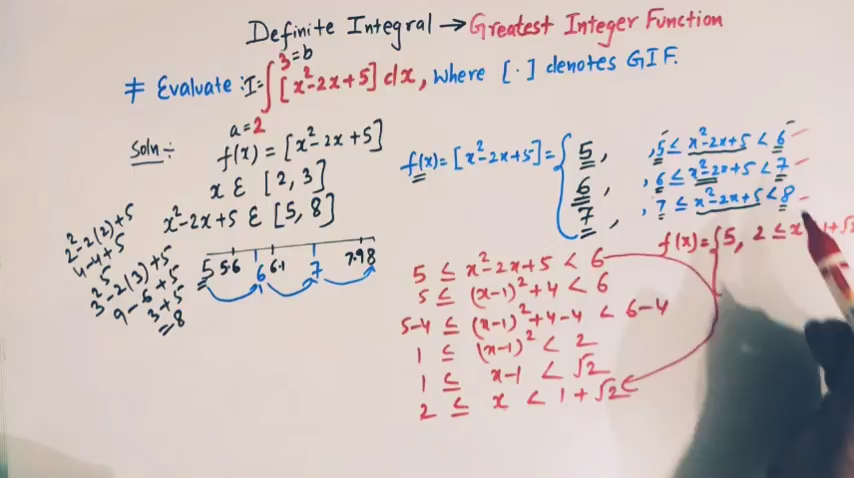 Definite Integral → Greatest Integer Function
≠ Evaluate :I = ∫ [x²-2x+5] dx, where [·] denotes GIF.
3=b
a=2
Soln :-
f(x) = [x²-2x+5]
x ε [2, 3]
x²-2x+5 ε [5, 8]
2²-2(2)+5
4-4+5
5
3²-2(3)+5
9-6+5
3+5
=8
5 5.6 6 6.1 7 7.98
f(x) = [x²-2x+5] = { 5, , 5 ≤ x²-2x+5 < 6
6, , 6 ≤ x²-2x+5 < 7
7, , 7 ≤ x²-2x+5 < 8
f(x) = { 5, 2 ≤ x 1+√2
5 ≤ x²-2x+5 < 6
5 ≤ (x-1)²+4 < 6
5-4 ≤ (x-1)²+4-4 < 6-4
1 ≤ (x-1)² < 2
1 ≤ x-1 < √2
2 ≤ x < 1+√2